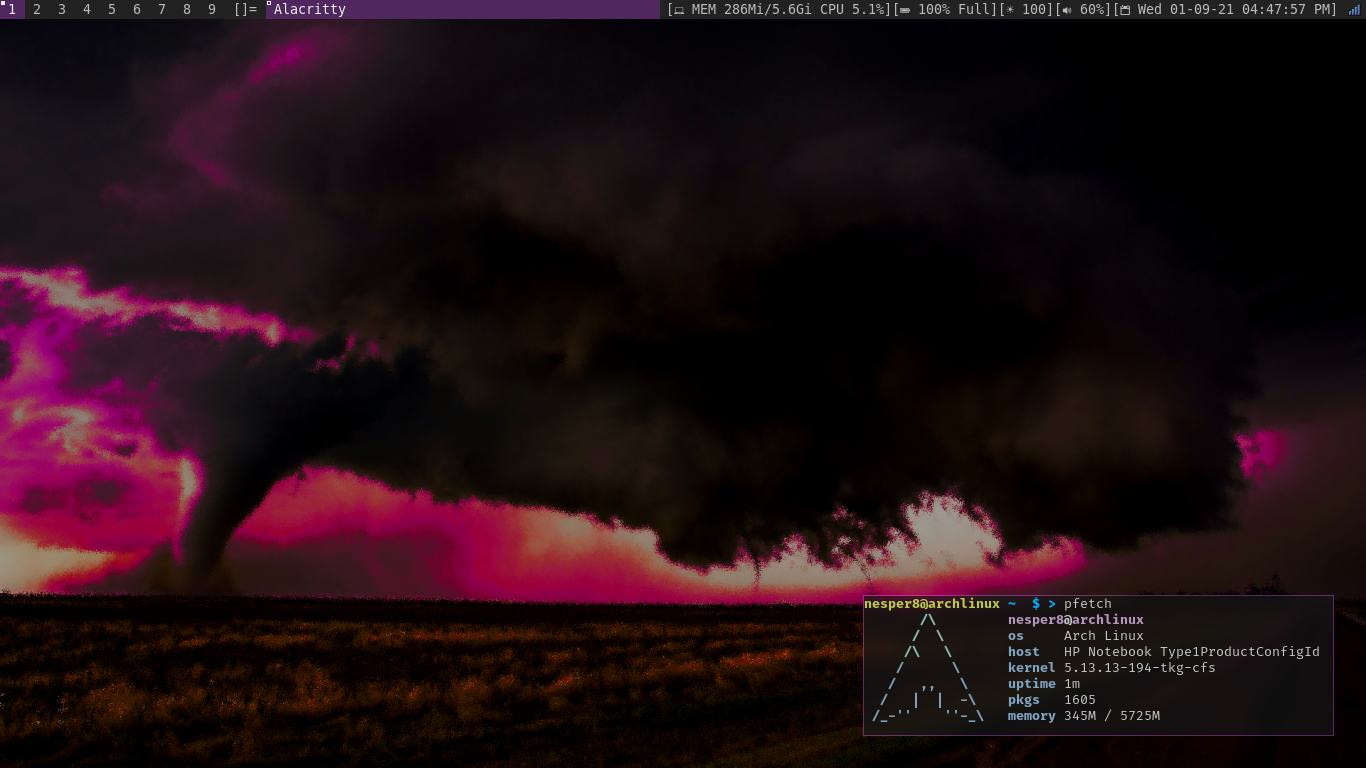 1 2 3 4 5 6 7 8 9 []= Alacritty [ MEM 286Mi/5.6Gi CPU 5.1%][ 100% Full][ 100][ 60%][ Wed 01-09-21 04:47:57 PM]
nesper8@archlinux ~ $ > pfetch
/\ nesper8@archlinux
/ \ os Arch Linux
/\ \ host HP Notebook Type1ProductConfigId
/ \ kernel 5.13.13-194-tkg-cfs
/ ,, \ uptime 1m
/ | | -\ pkgs 1605
/_-'' ''-_\ memory 345M / 5725M